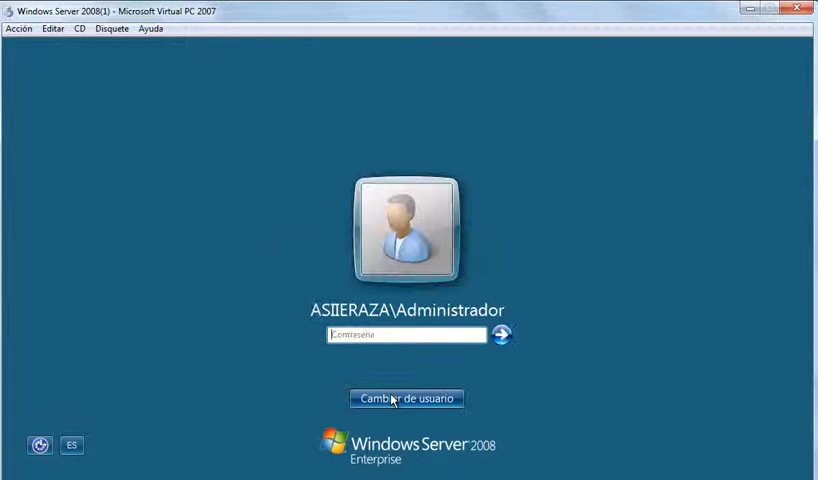 Windows Server 2008(1) - Microsoft Virtual PC 2007
Acción Editar CD Disquete Ayuda
ASIIERAZA\Administrador
Contraseña
Cambiar de usuario
ES
Windows Server 2008
Enterprise